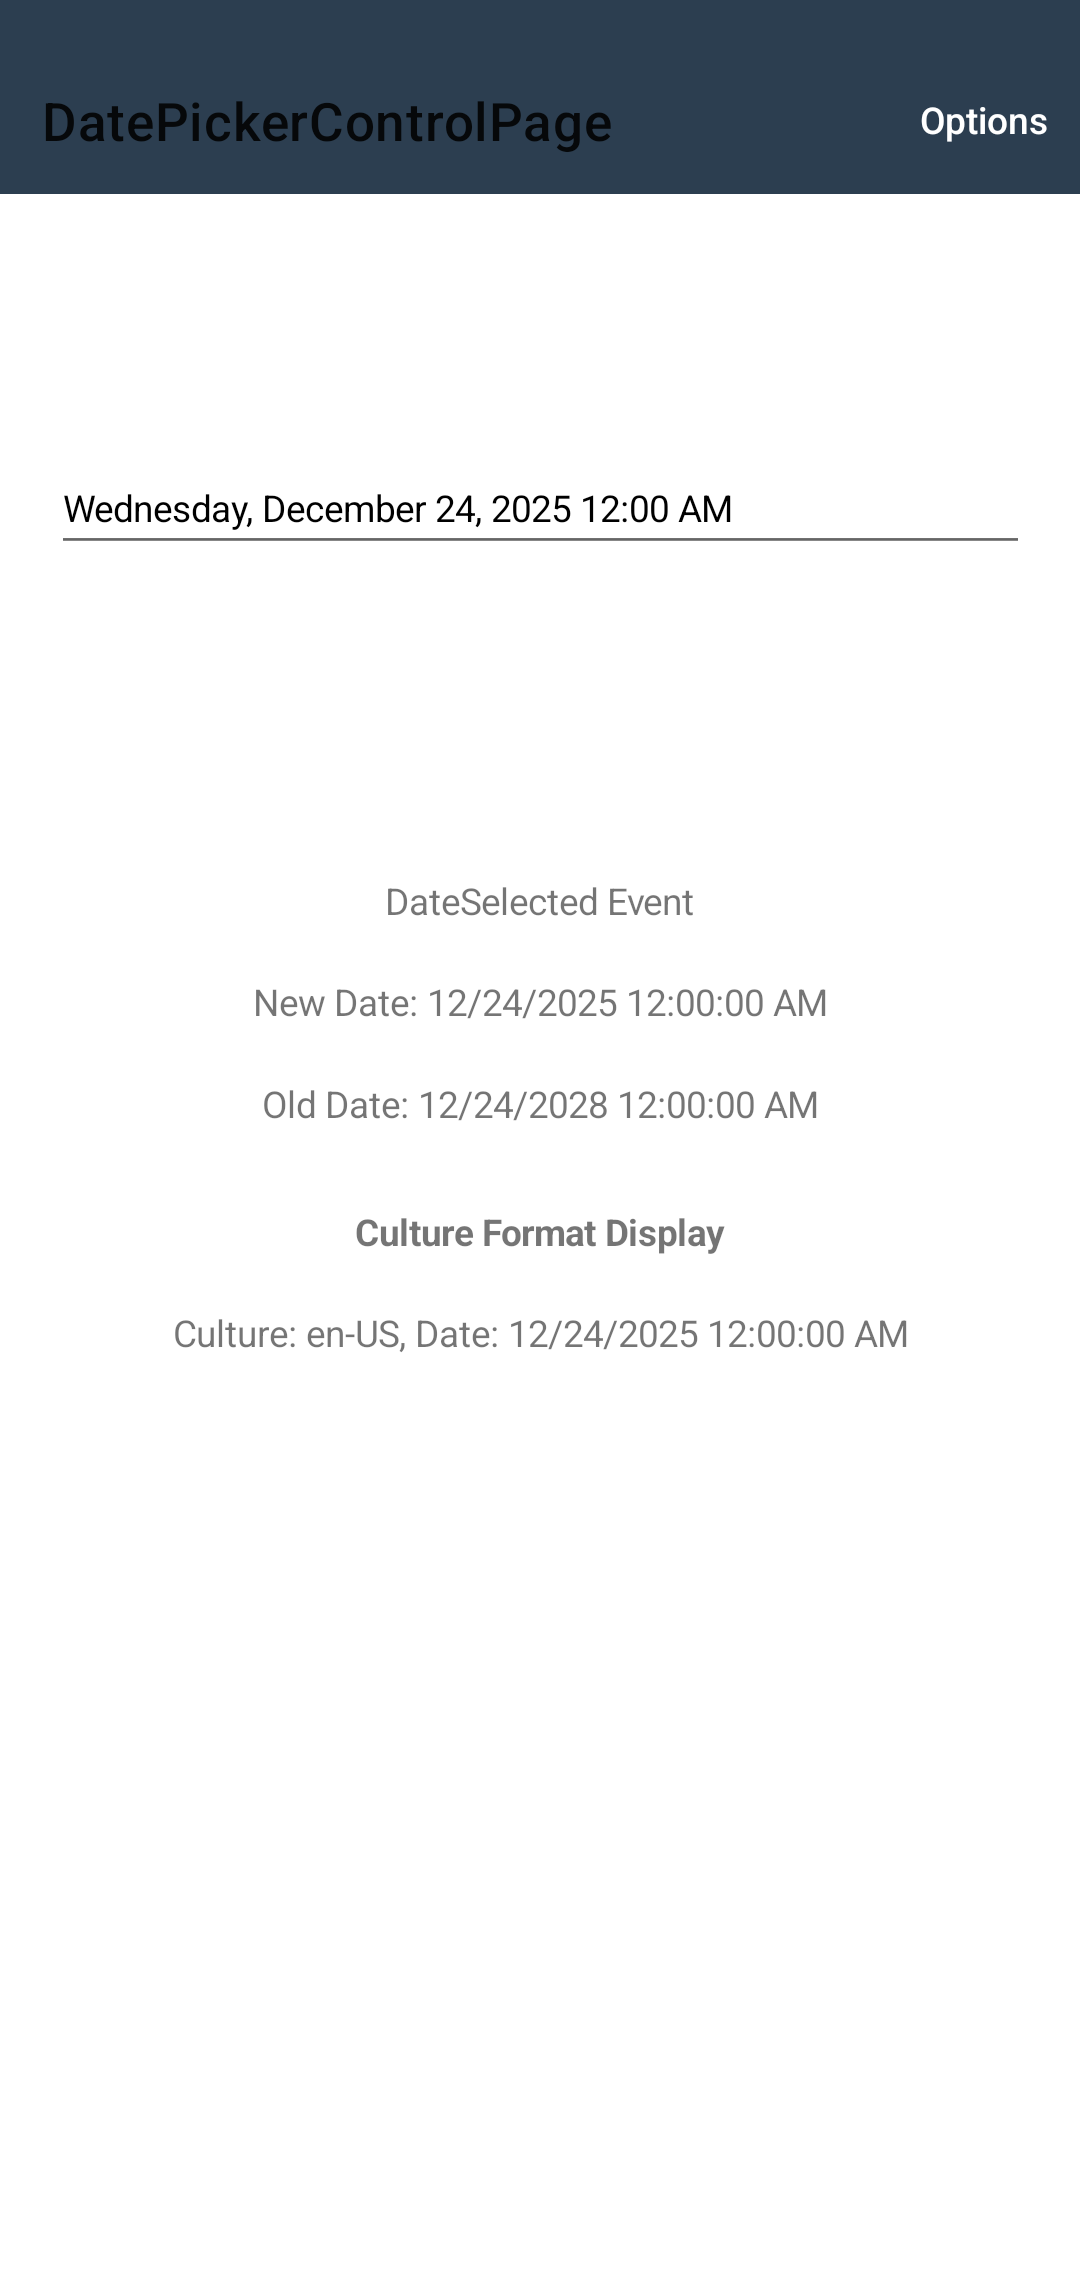 DatePickerControlPage
Options
Wednesday, December 24, 2025 12:00 AM
DateSelected Event
New Date: 12/24/2025 12:00:00 AM
Old Date: 12/24/2028 12:00:00 AM
Culture Format Display
Culture: en-US, Date: 12/24/2025 12:00:00 AM